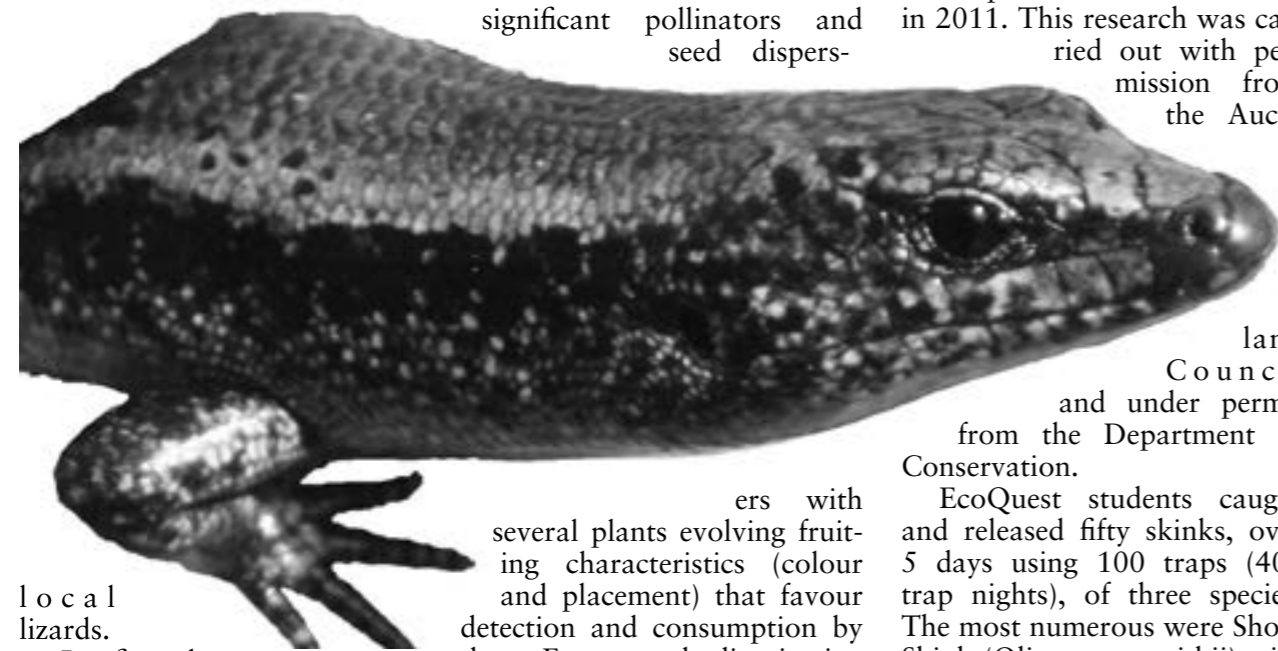 local
lizards.
significant pollinators and
seed dispers-
ers with
several plants evolving fruit-
ing characteristics (colour
and placement) that favour
detection and consumption by
in 2011. This research was ca
ried out with pe
mission fro
the Auc
lan
Counc
and under perm
from the Department
Conservation.
EcoQuest students caug
and released fifty skinks, ov
5 days using 100 traps (40
trap nights), of three specie
The most numerous were Sho